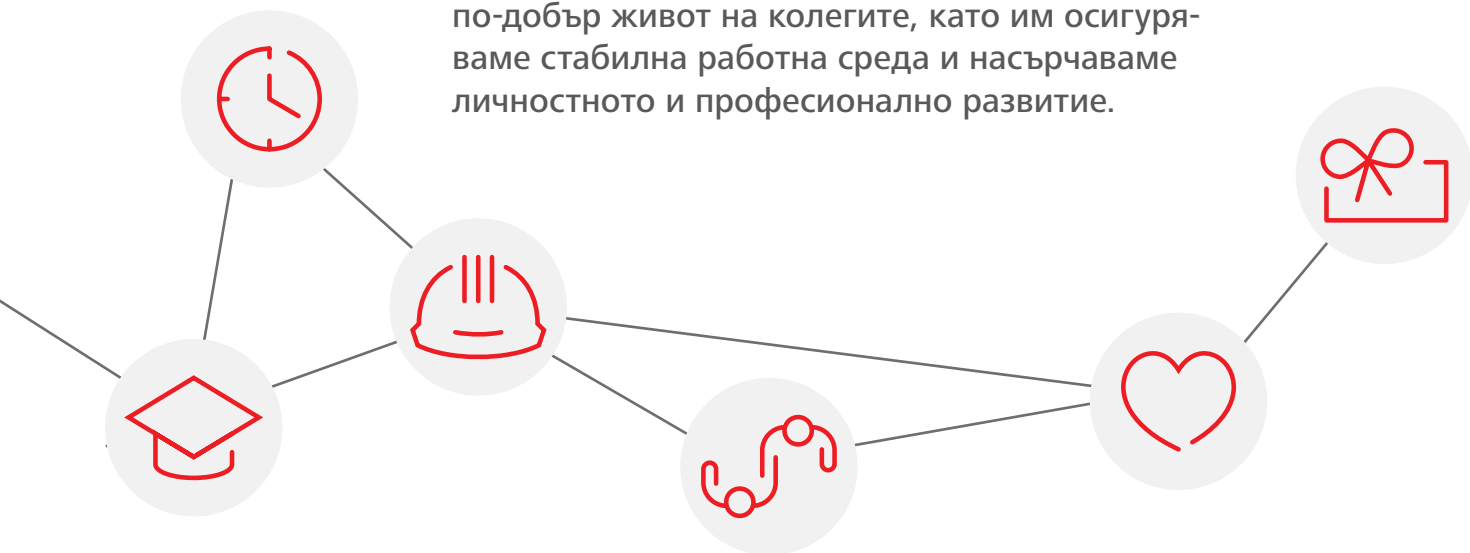 по-добър живот на колегите, като им осигуря-
ваме стабилна работна среда и насърчаваме
личностното и професионално развитие.